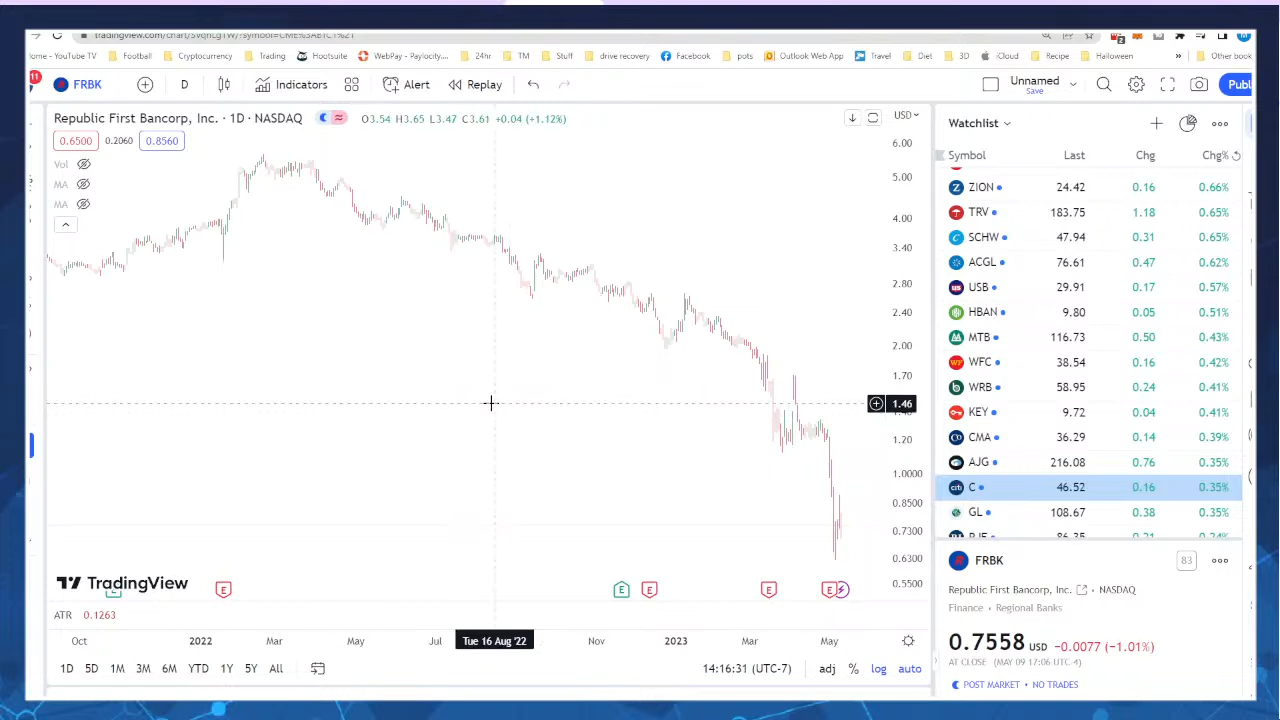 tradingview.com/chart/
Home - YouTube TV Football Cryptocurrency Trading Hootsuite WebPay - Paylocity... 24hr TM Stuff drive recovery Facebook pots Outlook Web App Travel Diet 3D iCloud Recipe Halloween » Other book
11 FRBK D Indicators Alert Replay Unnamed Save Publ
Republic First Bancorp, Inc. · 1D · NASDAQ O3.54 H3.65 L3.47 C3.61 +0.04 (+1.12%) USD
0.6500 0.2060 0.8560
Vol
MA
MA
6.00
5.00
4.00
3.40
2.80
2.40
2.00
1.70
1.46
1.20
1.0000
0.8500
0.7300
0.6300
0.5500
TradingView
E E E E E E
ATR 0.1263
Oct 2022 Mar May Jul Tue 16 Aug '22 Nov 2023 Mar May
1D 5D 1M 3M 6M YTD 1Y 5Y All 14:16:31 (UTC-7) adj % log auto
Watchlist
Symbol Last Chg Chg%
ZION 24.42 0.16 0.66%
TRV 183.75 1.18 0.65%
SCHW 47.94 0.31 0.65%
ACGL 76.61 0.47 0.62%
USB 29.91 0.17 0.57%
HBAN 9.80 0.05 0.51%
MTB 116.73 0.50 0.43%
WFC 38.54 0.16 0.42%
WRB 58.95 0.24 0.41%
KEY 9.72 0.04 0.41%
CMA 36.29 0.14 0.39%
AJG 216.08 0.76 0.35%
citi C 46.52 0.16 0.35%
GL 108.67 0.38 0.35%
RJF 86.35 0.21 0.24%
FRBK 83
Republic First Bancorp, Inc. · NASDAQ
Finance · Regional Banks
0.7558 USD −0.0077 (−1.01%)
AT CLOSE (MAY 09 17:06 UTC-4)
POST MARKET · NO TRADES